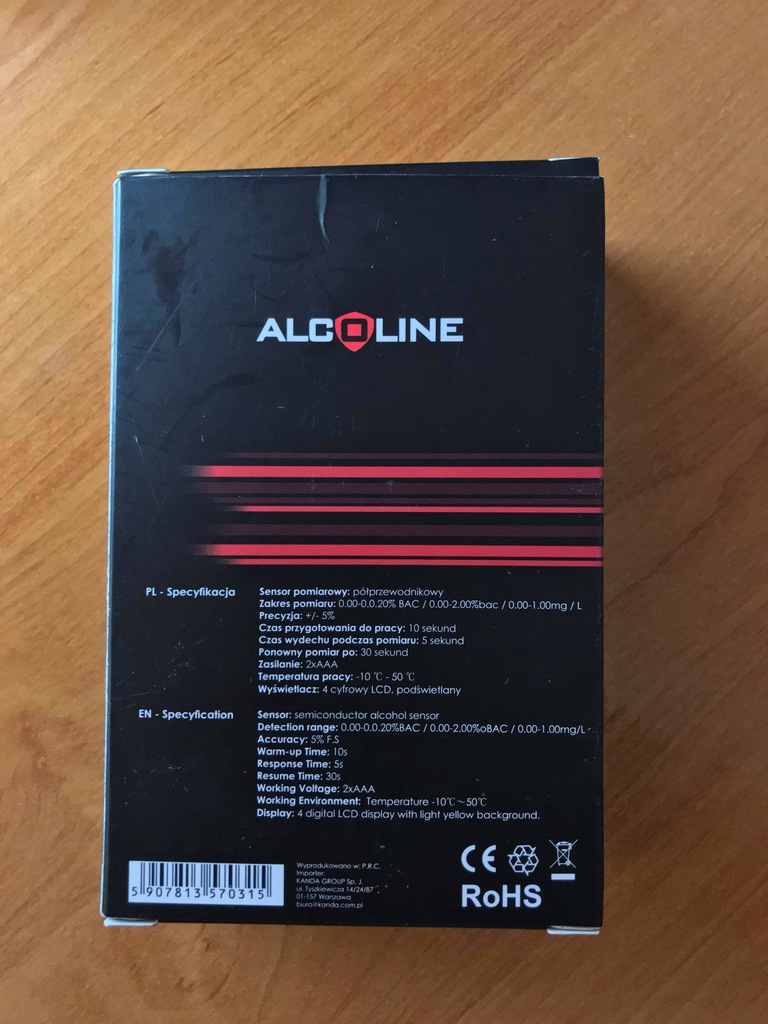 ALCOLINE
PL - Specyfikacja
Sensor pomiarowy: półprzewodnikowy
Zakres pomiaru: 0.00-0.0.20% BAC / 0.00-2.00%bac / 0.00-1.00mg / L
Precyzja: +/- 5%
Czas przygotowania do pracy: 10 sekund
Czas wydechu podczas pomiaru: 5 sekund
Ponowny pomiar po: 30 sekund
Zasilanie: 2xAAA
Temperatura pracy: -10 ℃ - 50 ℃
Wyświetlacz: 4 cyfrowy LCD, podświetlany
EN - Specyfication
Sensor: semiconductor alcohol sensor
Detection range: 0.00-0.0.20%BAC / 0.00-2.00%oBAC / 0.00-1.00mg/L -
Accuracy: 5% F.S
Warm-up Time: 10s
Response Time: 5s
Resume Time: 30s
Working Voltage: 2xAAA
Working Environment: Temperature -10℃~50℃
Display: 4 digital LCD display with light yellow background.
5 907813 570315
Wyprodukowano w: P.R.C.
Importer:
KANDA GROUP Sp. J.
ul. Tyszkiewicza 14/24/87
01-157 Warszawa
biuro@kanda.com.pl
CE
RoHS